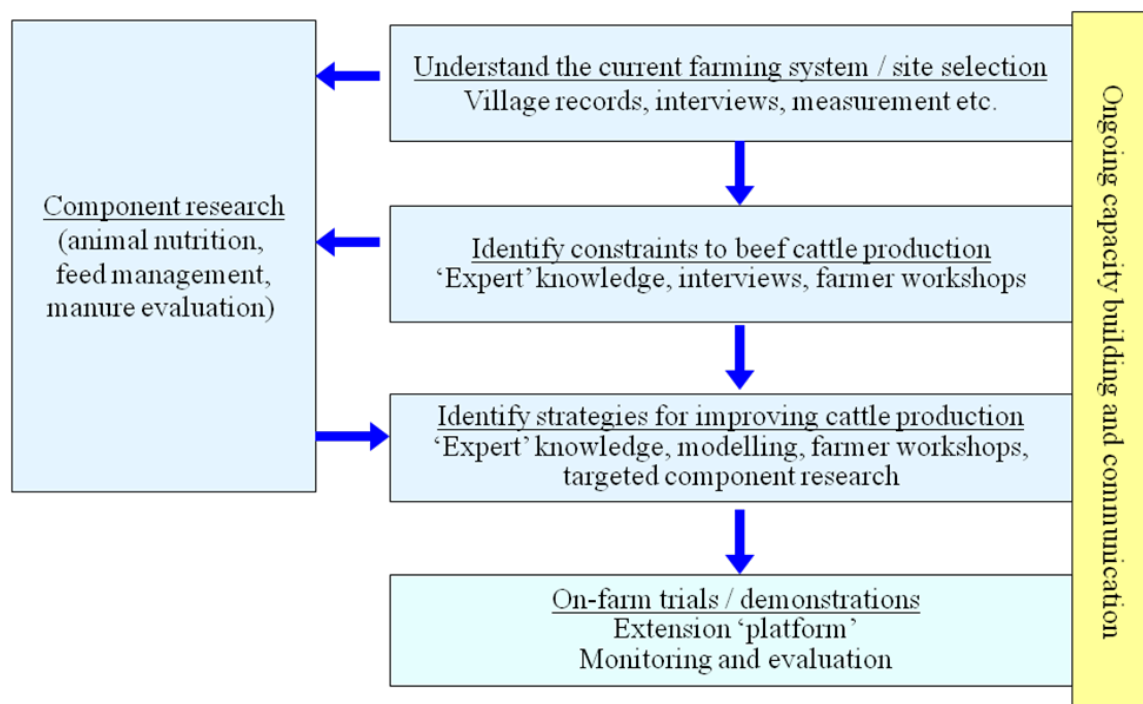 Understand the current farming system / site selection
Village records, interviews, measurement etc.
Component research
(animal nutrition,
feed management,
manure evaluation)
Identify constraints to beef cattle production
‘Expert’ knowledge, interviews, farmer workshops
Identify strategies for improving cattle production
‘Expert’ knowledge, modelling, farmer workshops,
targeted component research
On-farm trials / demonstrations
Extension ‘platform’
Monitoring and evaluation
Ongoing capacity building and communication